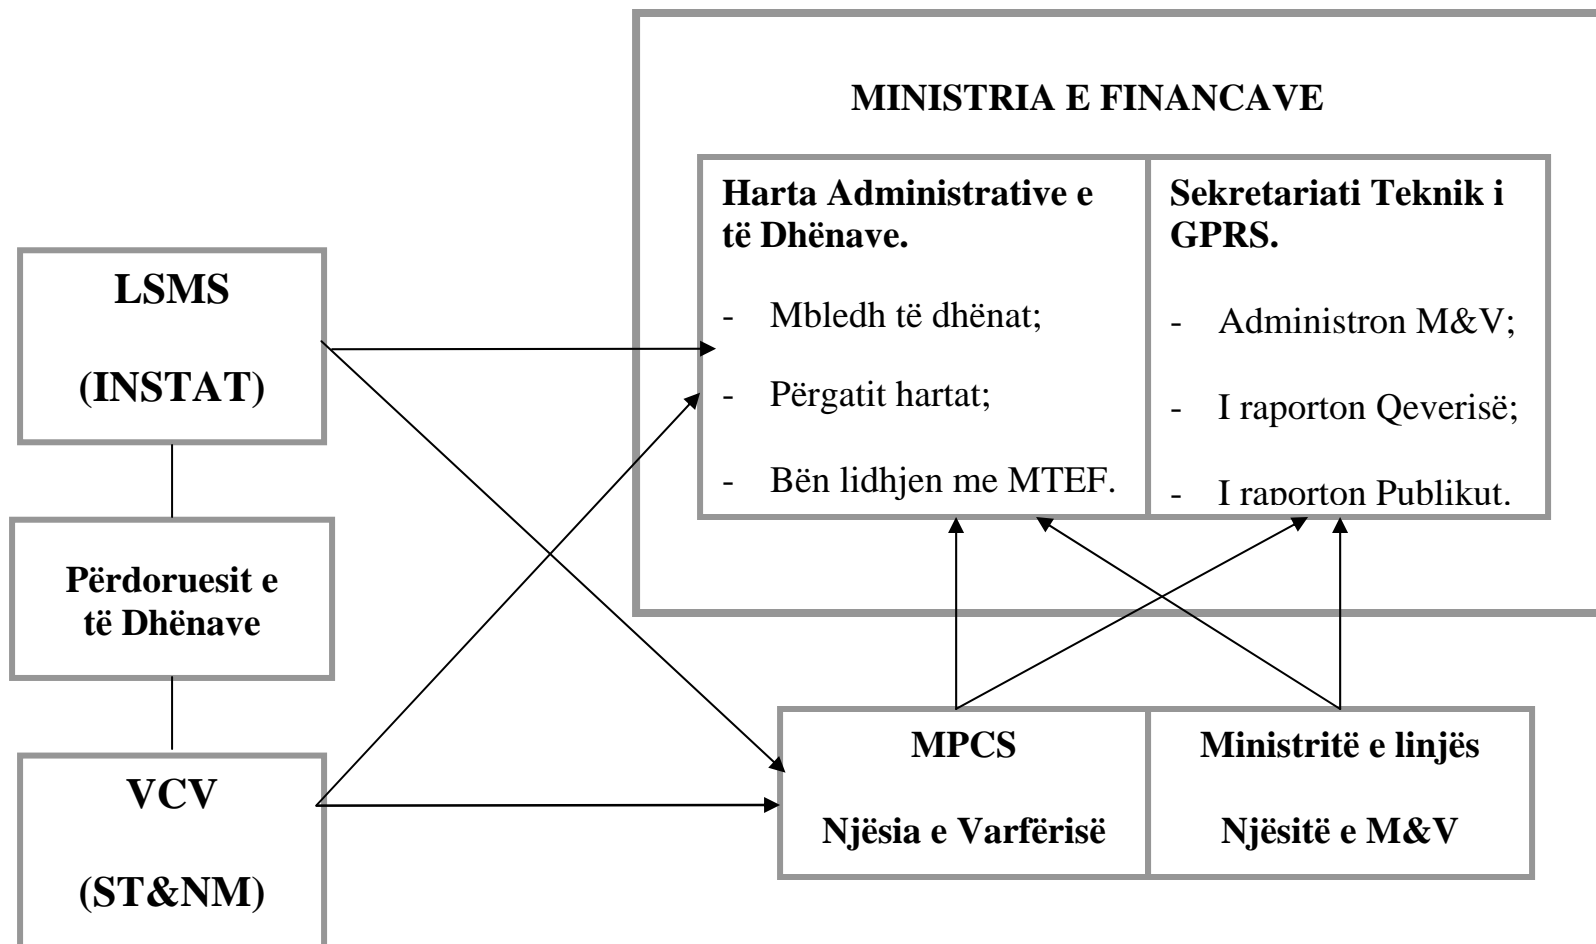 MINISTRIA E FINANCAVE
Harta Administrative e
të Dhënave.
- Mbledh të dhënat;
- Përgatit hartat;
- Bën lidhjen me MTEF.
Sekretariati Teknik i
GPRS.
- Administron M&V;
- I raporton Qeverisë;
- I raporton Publikut.
LSMS
(INSTAT)
Përdoruesit e
të Dhënave
VCV
(ST&NM)
MPCS
Njësia e Varfërisë
Ministritë e linjës
Njësitë e M&V